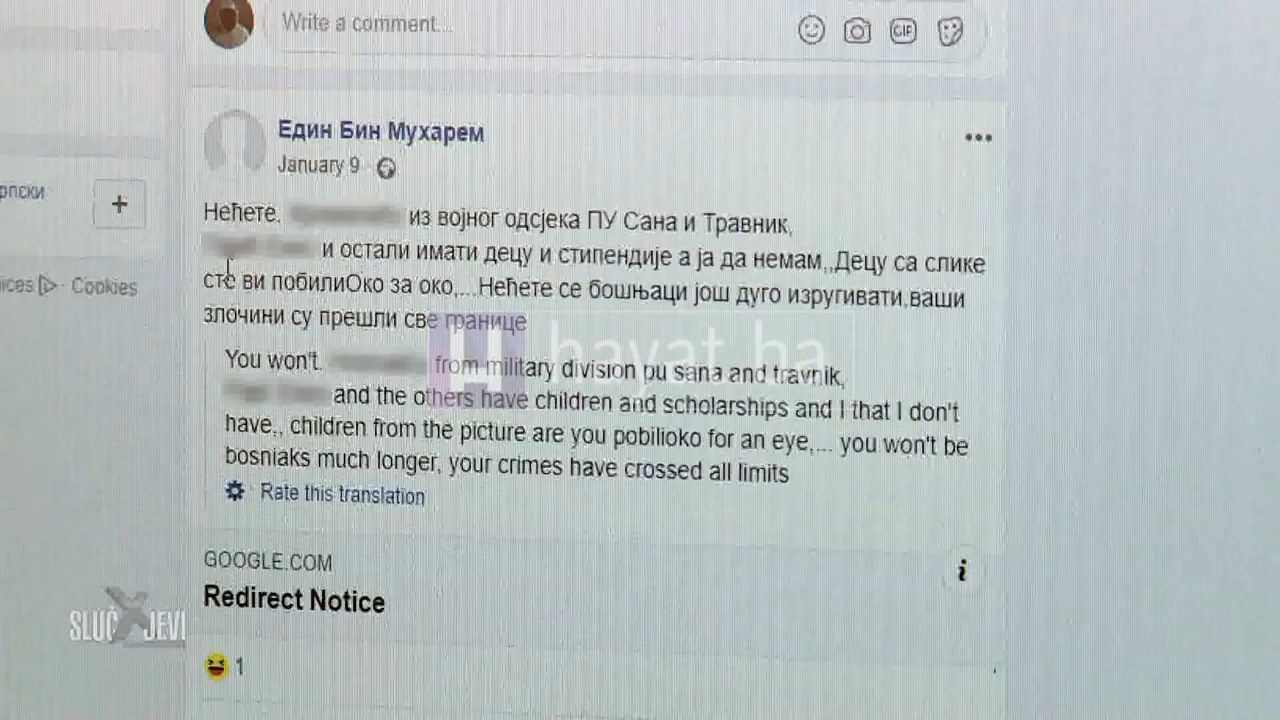 Write a comment...
GIF
Един Бин Мухарем
January 9
рпски
+
Нећете, из војног одсјека ПУ Сана и Травник,
и остали имати децу и стипендије а ја да немам,,Децу са слике
сте ви побилиОко за око,...Нећете се бошњаци још дуго изругивати,ваши
злочини су прешли све границе
ices · Cookies
You won't. from military division pu sana and travnik,
and the others have children and scholarships and I that I don't
have,, children from the picture are you pobilioko for an eye,... you won't be
bosniaks much longer, your crimes have crossed all limits
Rate this translation
H hayat.ba
GOOGLE.COM
i
Redirect Notice
SLUČXJEVI
1